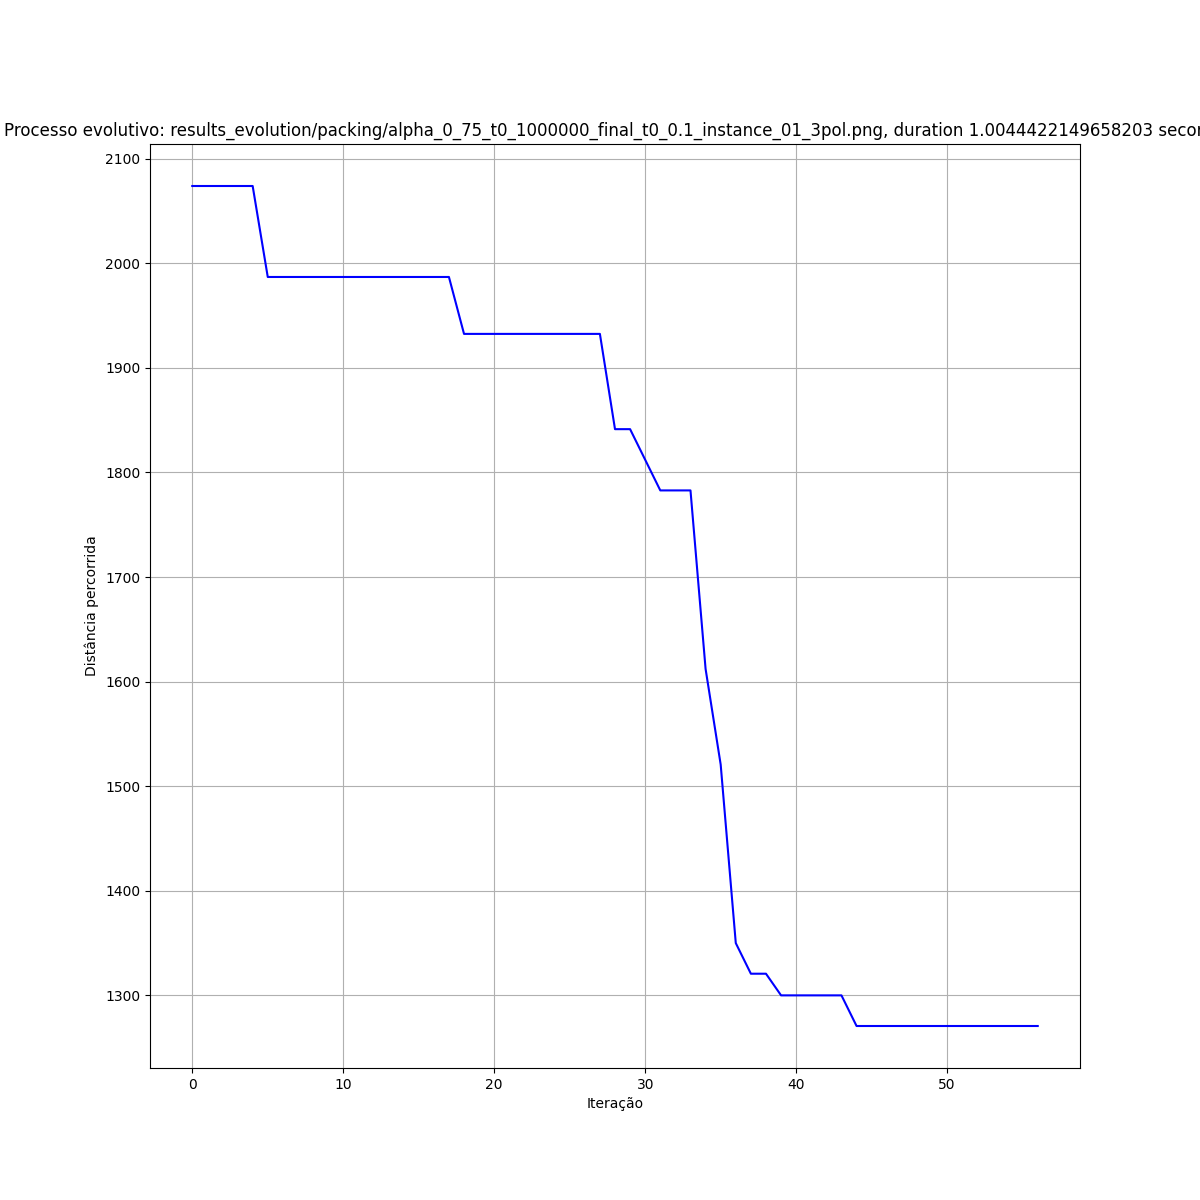 Processo evolutivo: results_evolution/packing/alpha_0_75_t0_1000000_final_t0_0.1_instance_01_3pol.png, duration 1.0044422149658203
2100
2000
1900
1800
1700
1600
1500
1400
1300
Distância percorrida
0 10 20 30 40 50
Iteração